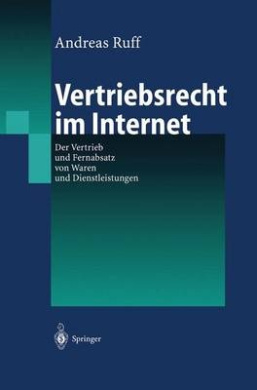 Andreas Ruff
Vertriebsrecht
im Internet
Der Vertrieb
und Fernabsatz
von Waren
und Dienstleistungen
Springer